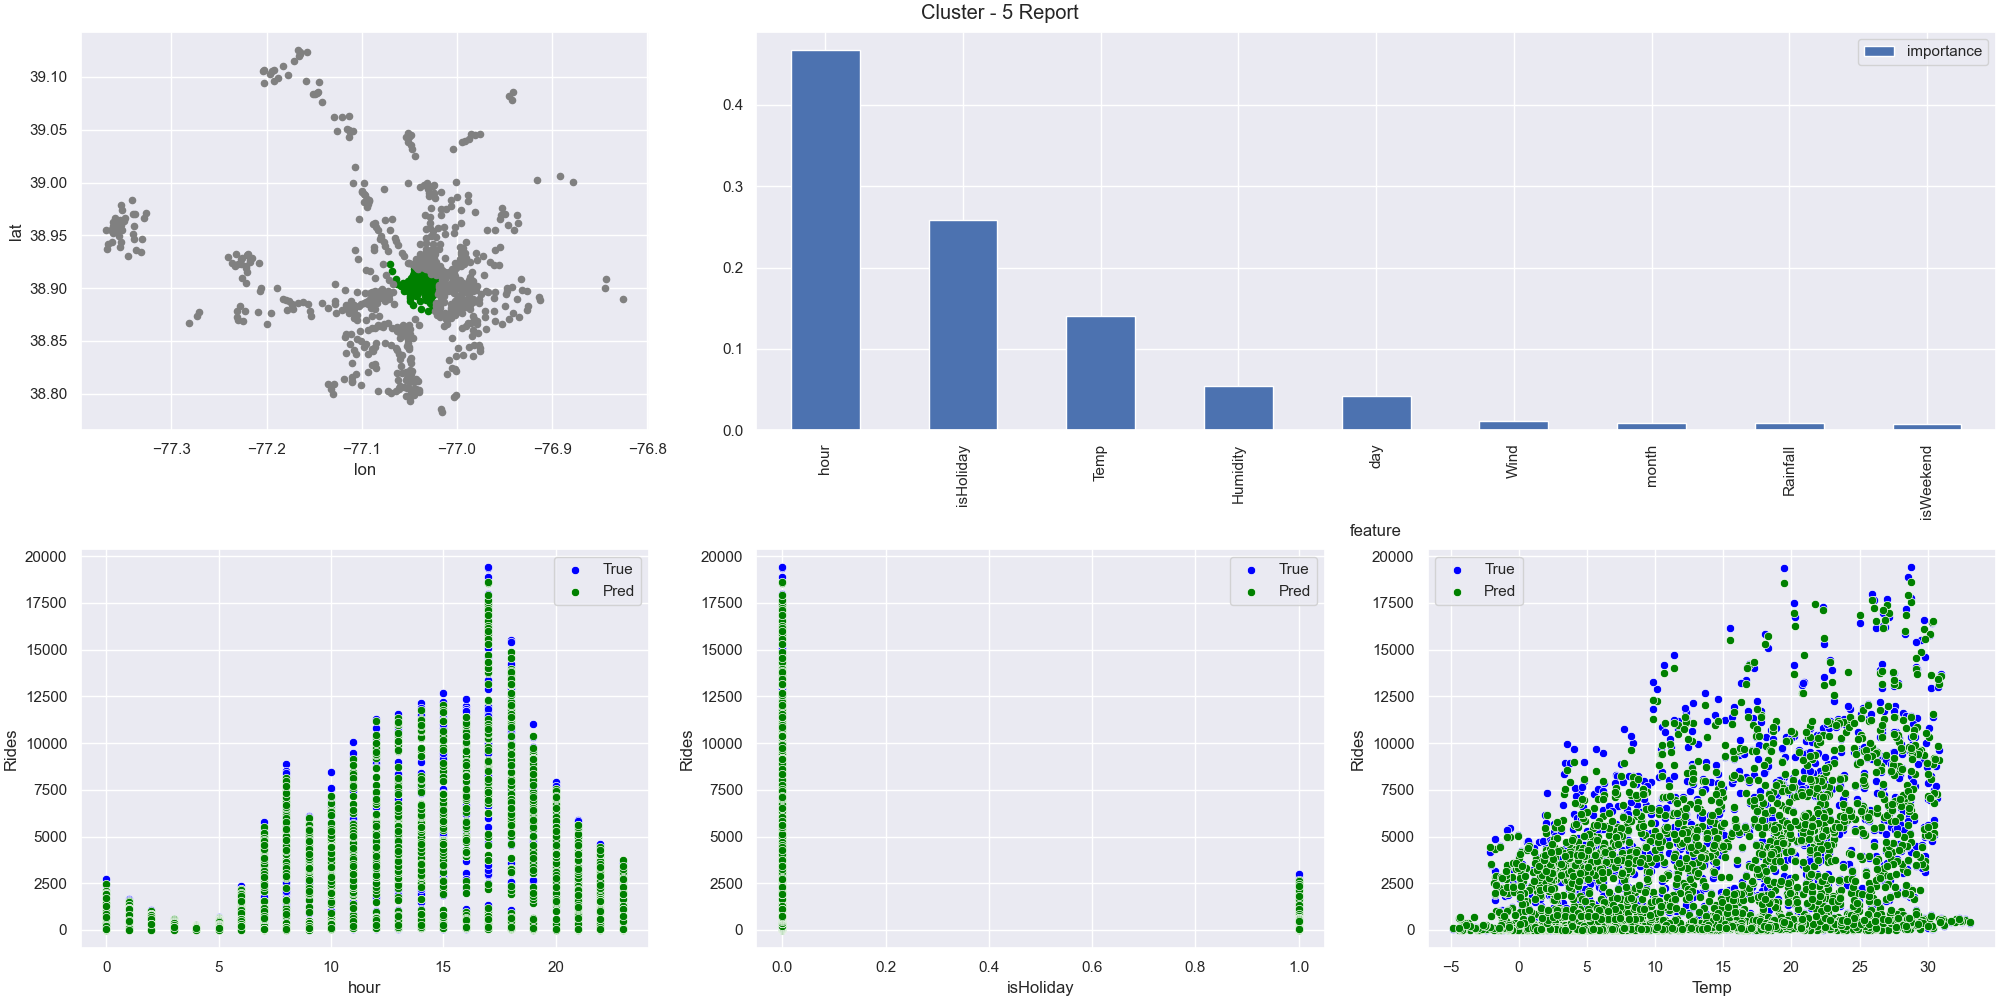 Cluster - 5 Report
lat
39.10
39.05
39.00
38.95
38.90
38.85
38.80
−77.3
−77.2
−77.1
−77.0
−76.9
−76.8
lon
importance
0.4
0.3
0.2
0.1
0.0
hour
isHoliday
Temp
Humidity
day
Wind
month
Rainfall
isWeekend
feature
Rides
20000
17500
15000
12500
10000
7500
5000
2500
0
True
Pred
0
5
10
15
20
hour
Rides
20000
17500
15000
12500
10000
7500
5000
2500
0
True
Pred
0.0
0.2
0.4
0.6
0.8
1.0
isHoliday
Rides
20000
17500
15000
12500
10000
7500
5000
2500
0
True
Pred
−5
0
5
10
15
20
25
30
Temp